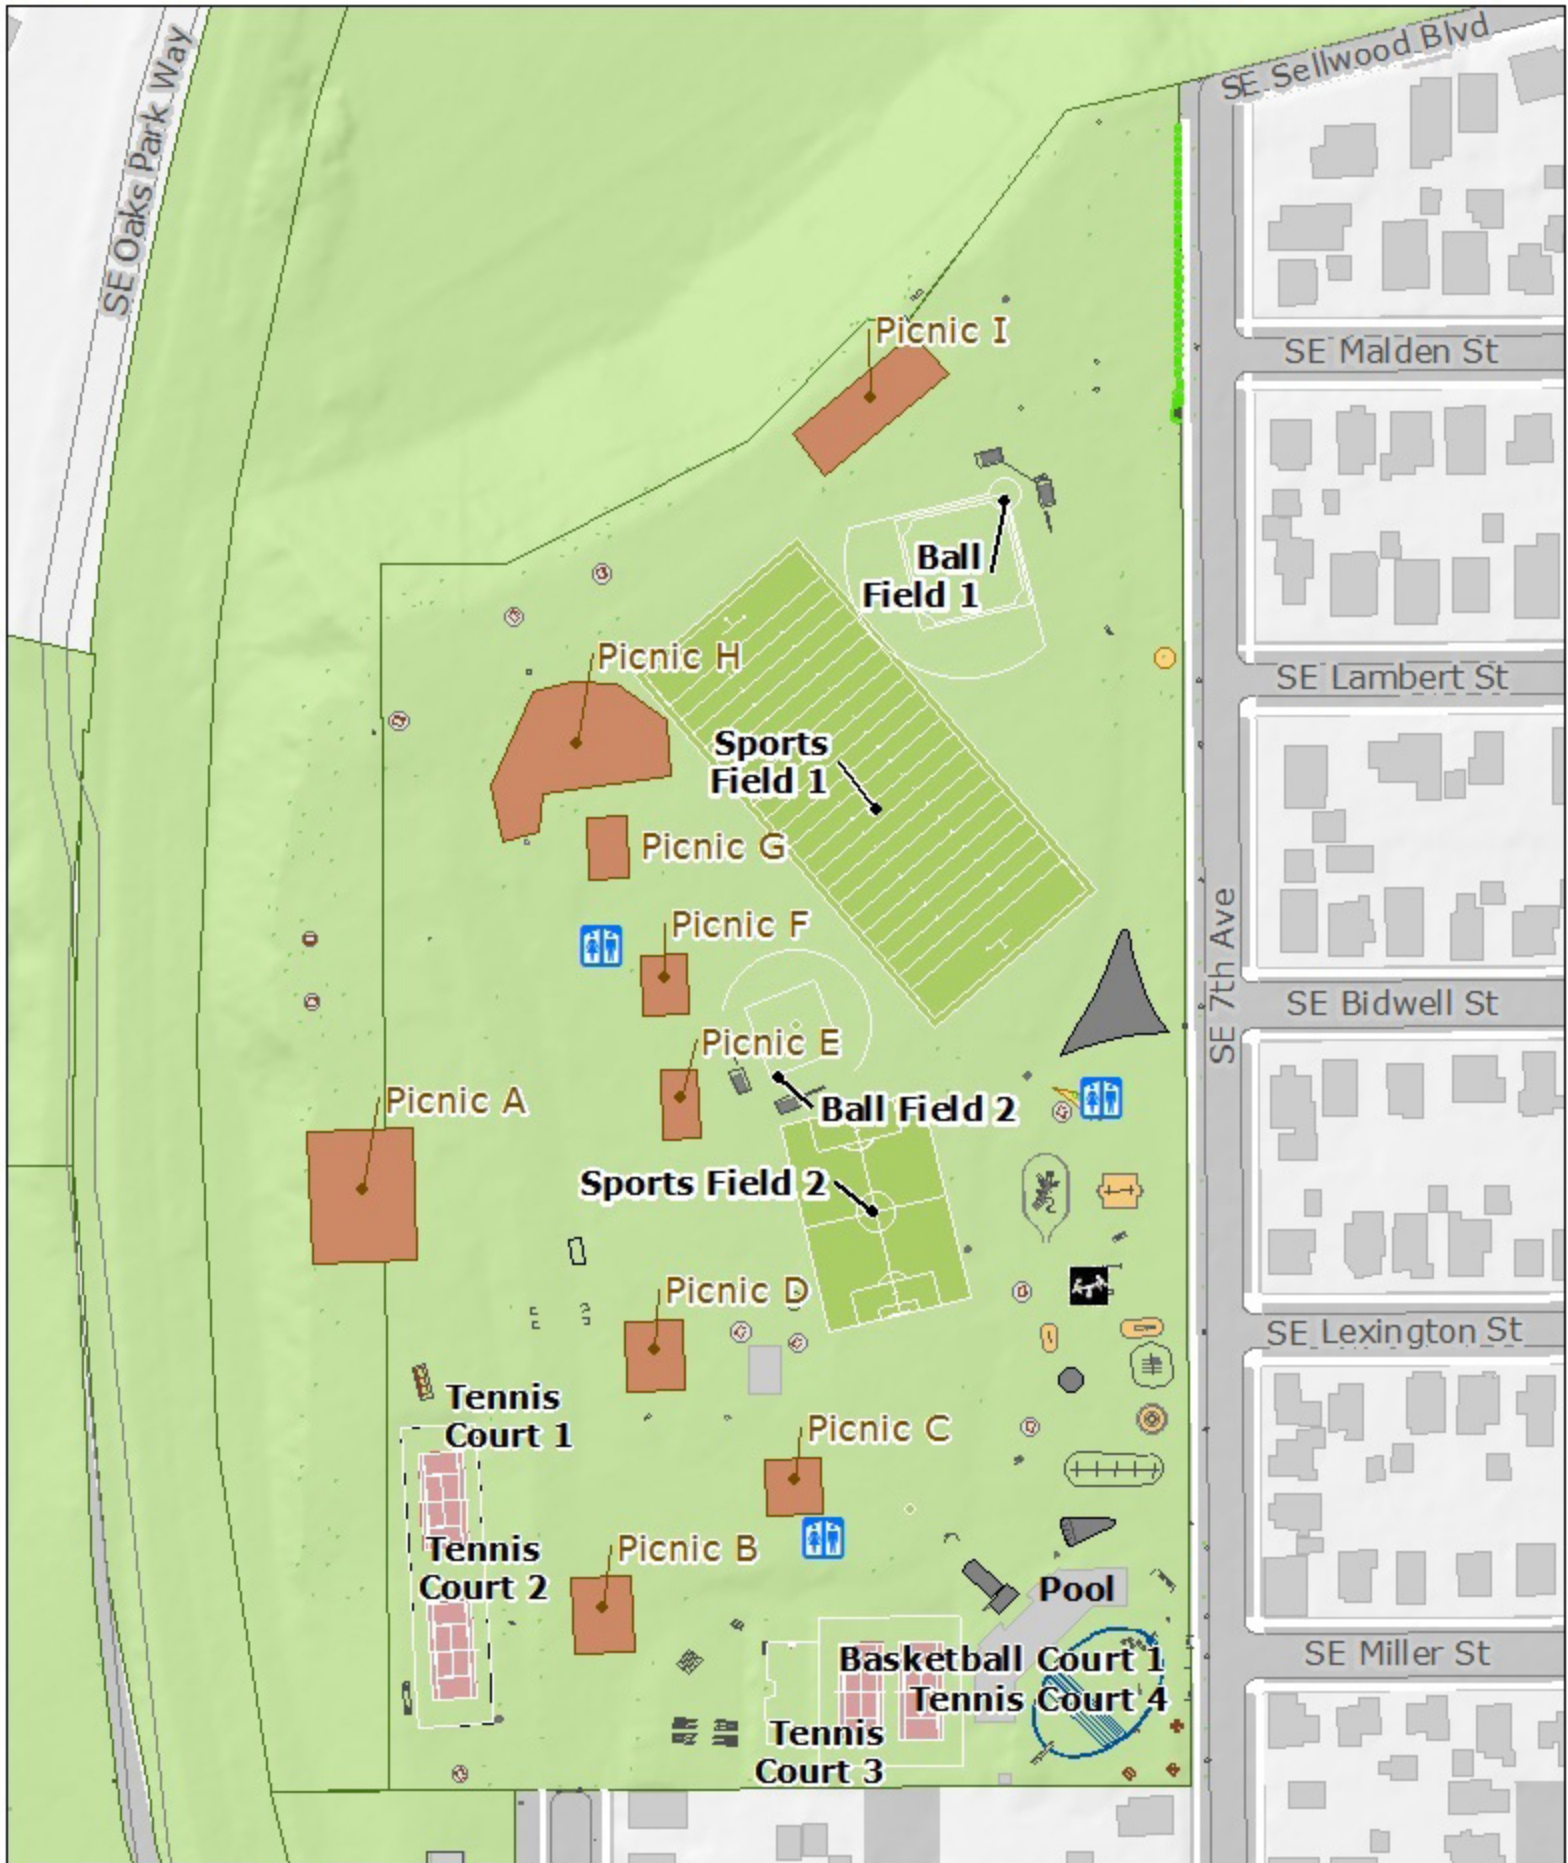 SE Sellwood Blvd
SE Oaks Park Way
Picnic I
SE Malden St
Ball
Field 1
Picnic H
SE Lambert St
Sports
Field 1
Picnic G
Picnic F
SE 7th Ave
SE Bidwell St
Picnic E
Picnic A
Ball Field 2
Sports Field 2
Picnic D
SE Lexington St
Tennis
Court 1
Picnic C
Tennis
Court 2
Picnic B
Pool
Basketball Court 1
SE Miller St
Tennis Court 4
Tennis
Court 3